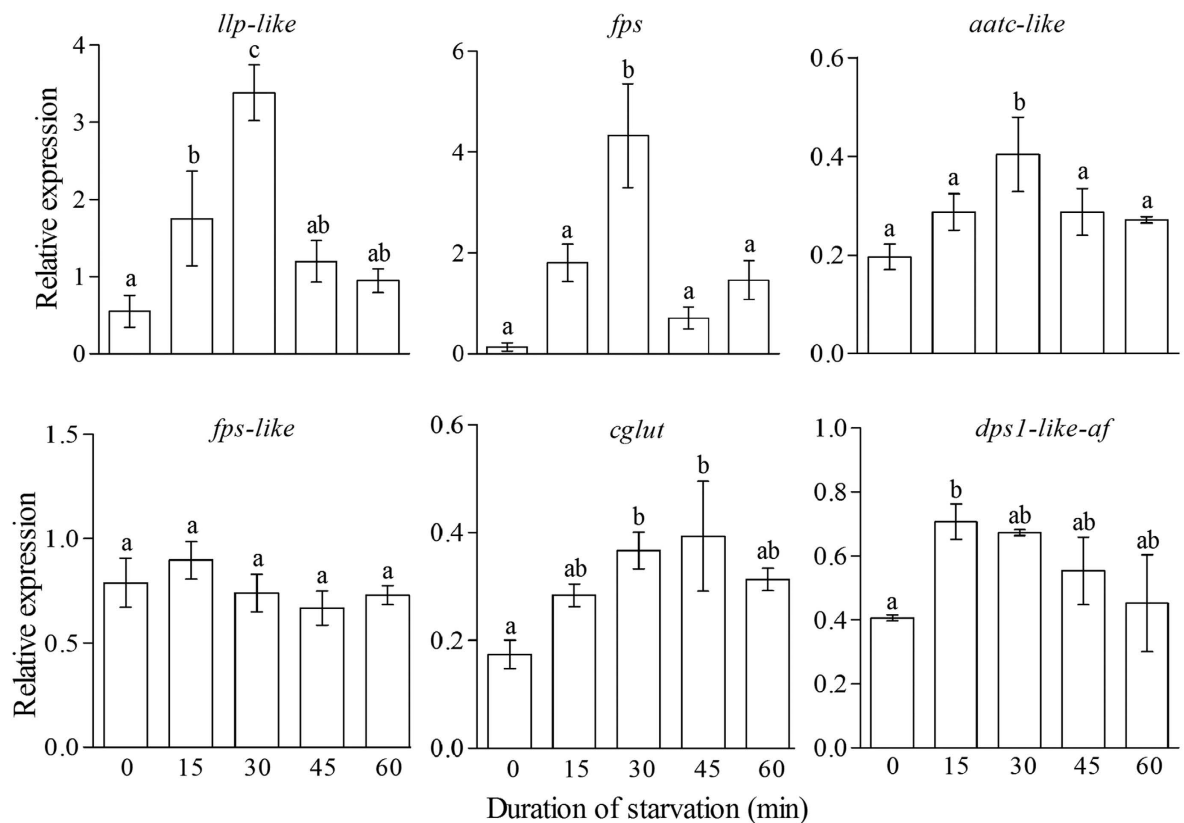 llp-like
fps
aatc-like
Relative expression
4
3
2
1
0
a
b
c
ab
ab
6
4
2
0
a
a
b
a
a
0.6
0.4
0.2
0.0
a
a
b
a
a
fps-like
cglut
dps1-like-af
Relative expression
1.5
1.0
0.5
0.0
a
a
a
a
a
0.6
0.4
0.2
0.0
a
ab
b
b
ab
1.0
0.8
0.6
0.4
0.2
0.0
a
b
ab
ab
ab
0 15 30 45 60
0 15 30 45 60
0 15 30 45 60
Duration of starvation (min)